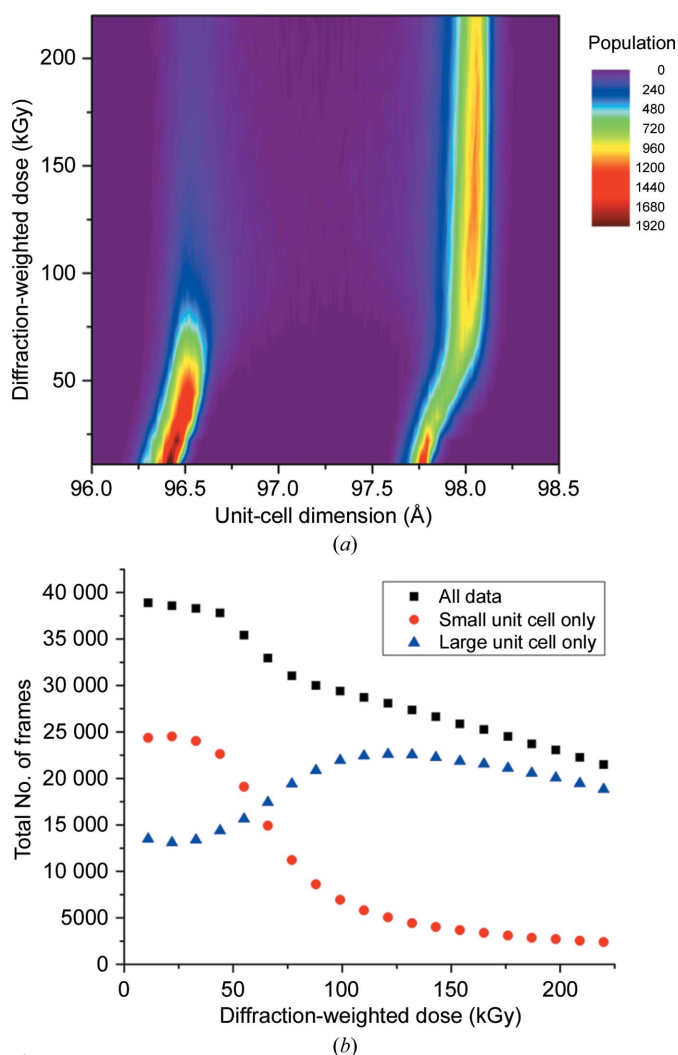 Population
0
240
480
720
960
1200
1440
1680
1920
200
150
100
50
Diffraction-weighted dose (kGy)
96.0 96.5 97.0 97.5 98.0 98.5
Unit-cell dimension (Å)
(a)
40 000
35 000
30 000
25 000
20 000
15 000
10 000
5000
0
Total No. of frames
All data
Small unit cell only
Large unit cell only
0 50 100 150 200
Diffraction-weighted dose (kGy)
(b)